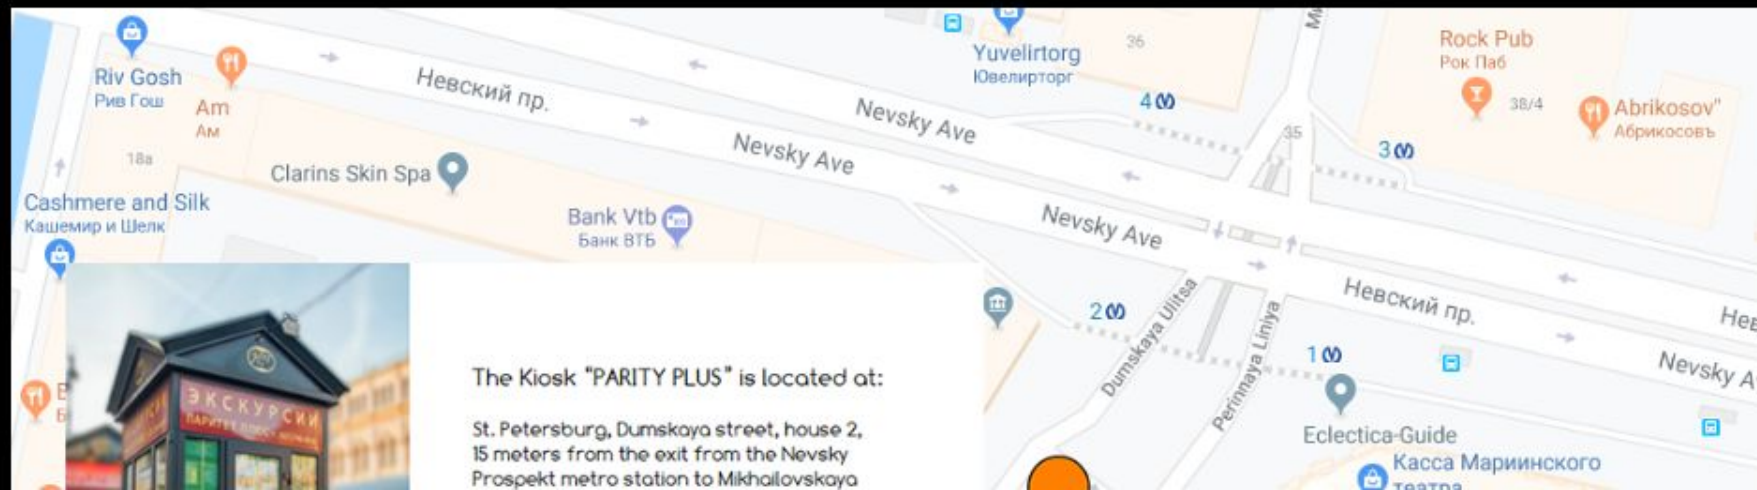 Riv Gosh
Рив Гош
Am
Ам
18a
Невский пр.
Nevsky Ave
Nevsky Ave
Yuvelirtorg
Ювелирторг
36
4
35
3
Rock Pub
Рок Паб
38/4
Abrikosov"
Абрикосовъ
Clarins Skin Spa
Cashmere and Silk
Кашемир и Шелк
Bank Vtb
Банк ВТБ
Nevsky Ave
Невский пр.
Nevsky A
2
1
Dumskaya Ulitsa
Perinnaya Liniya
Eclectica-Guide
Касса Мариинского
театра
ЭКСКУРСИИ
The Kiosk “PARITY PLUS” is located at:
St. Petersburg, Dumskaya street, house 2,
15 meters from the exit from the Nevsky
Prospekt metro station to Mikhailovskaya